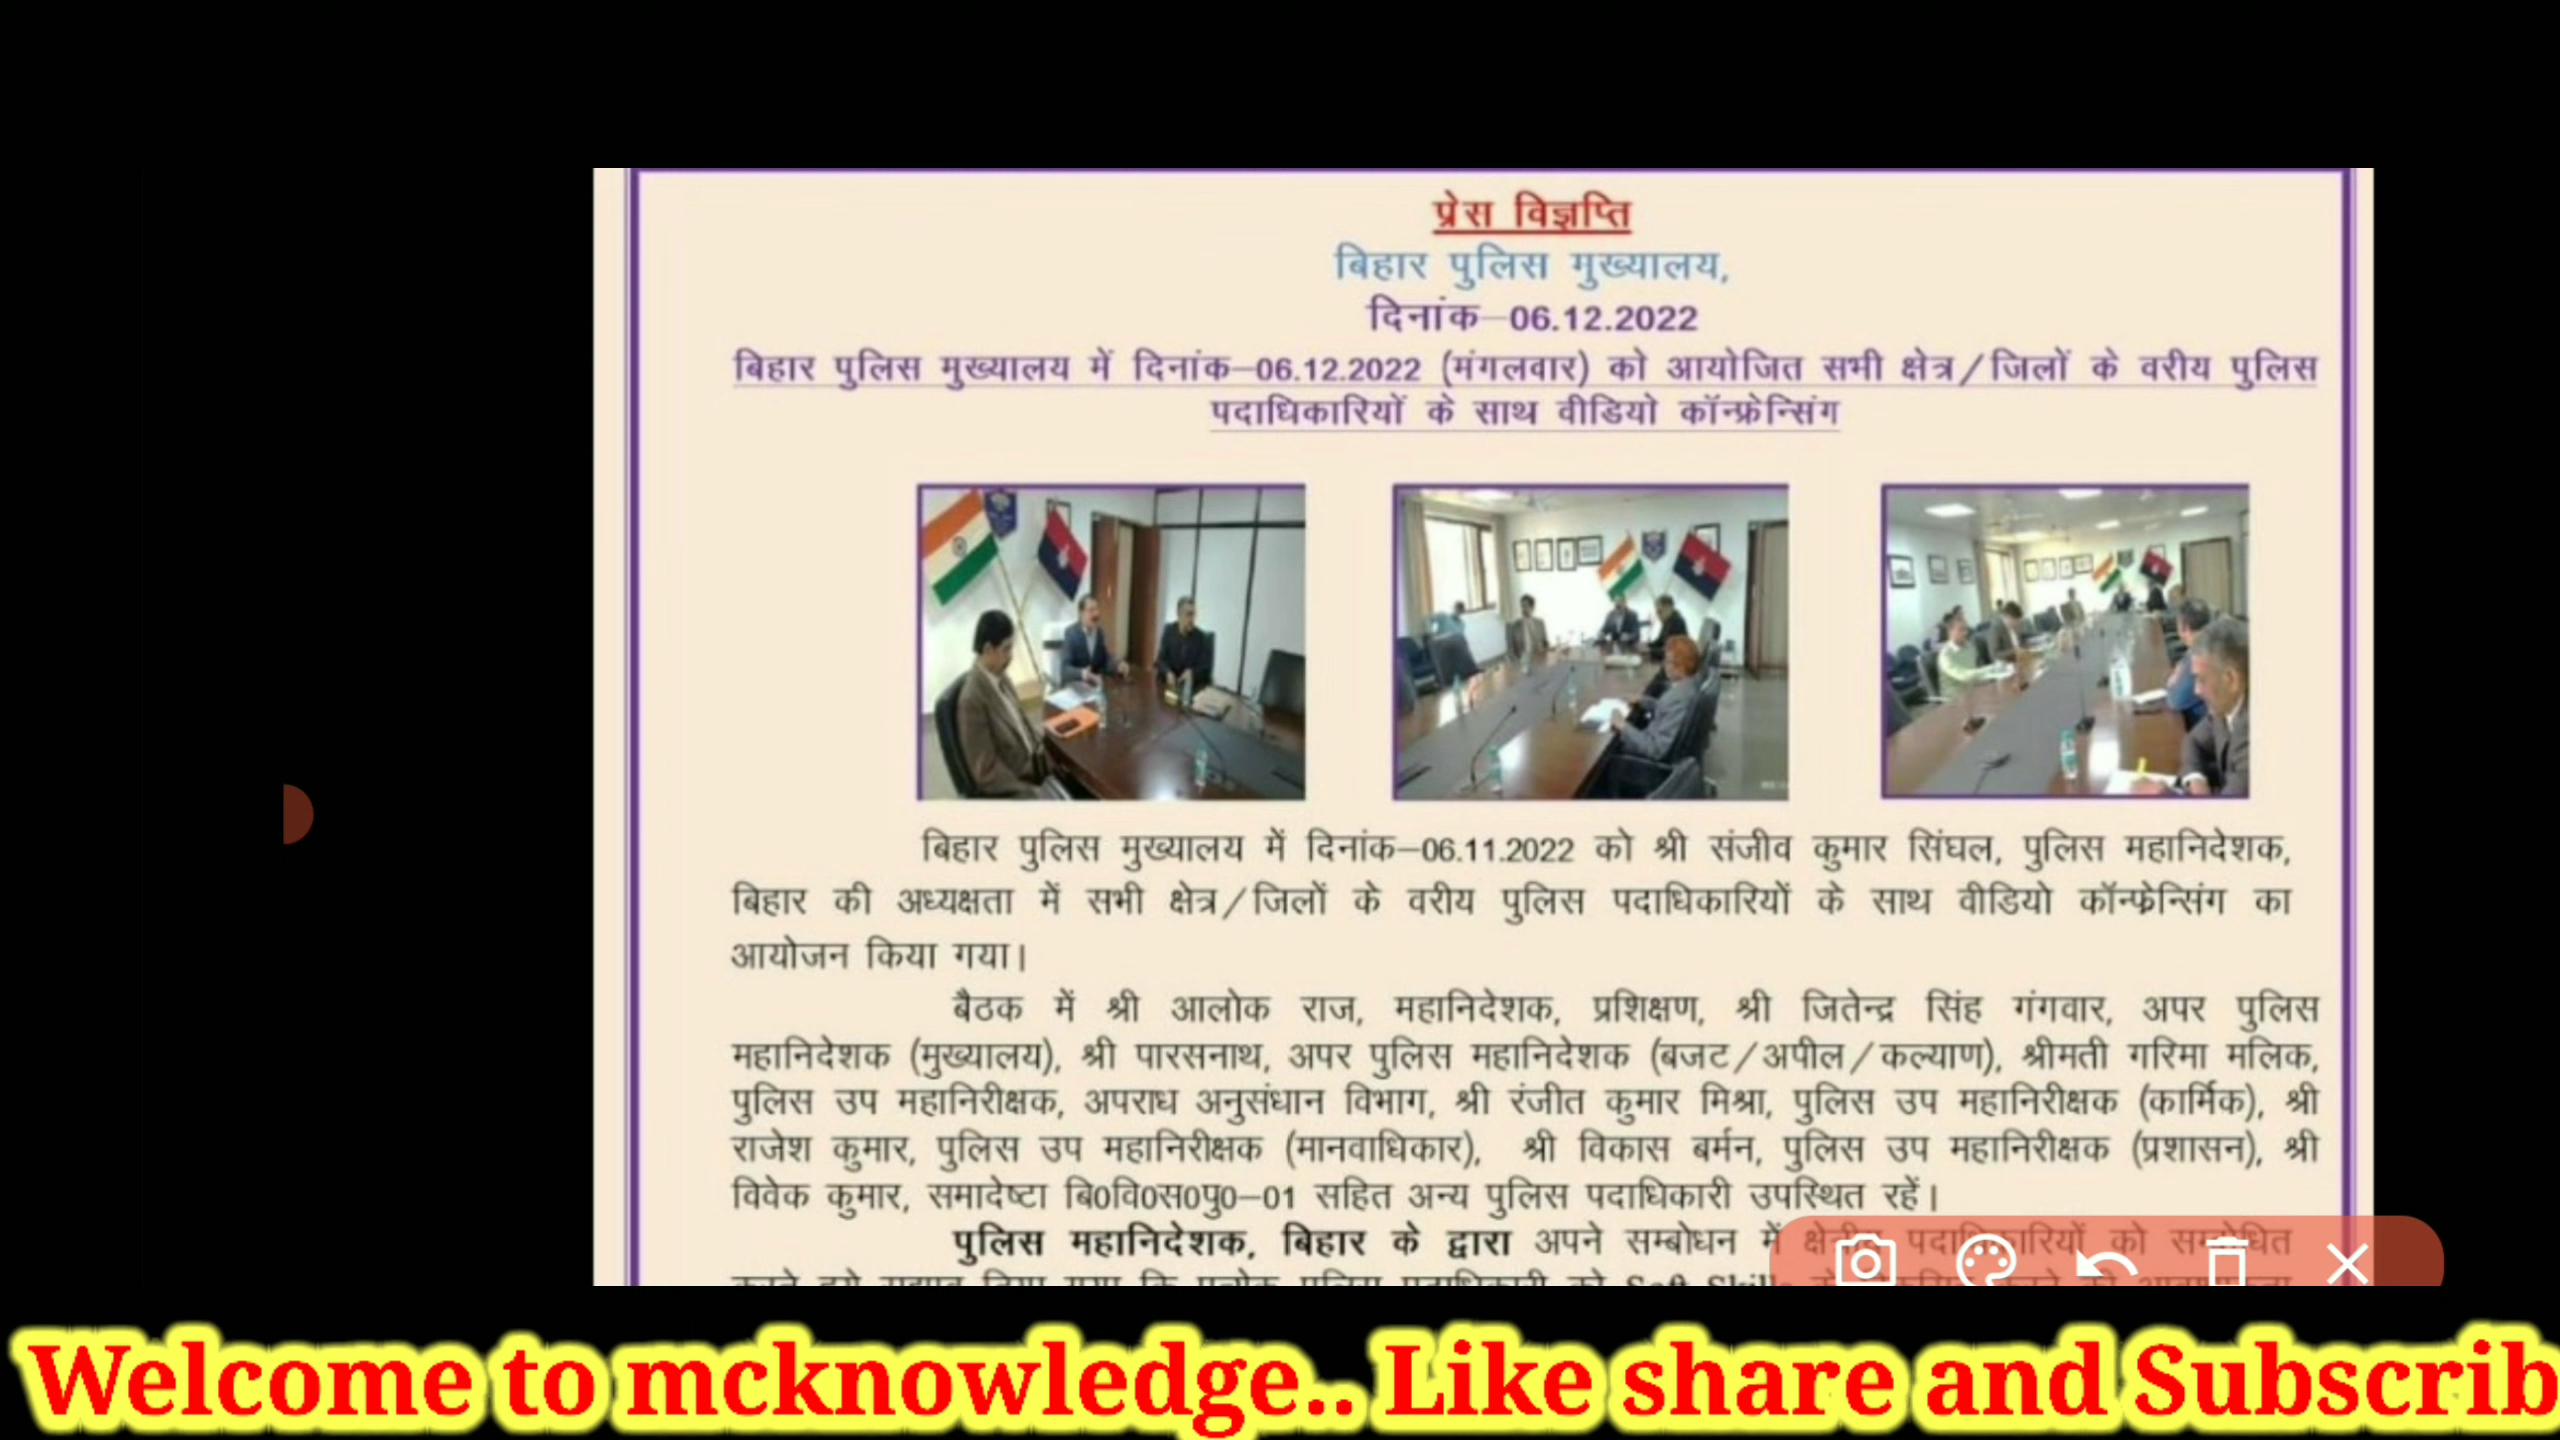 प्रेस विज्ञप्ति
बिहार पुलिस मुख्यालय,
दिनांक–06.12.2022
बिहार पुलिस मुख्यालय में दिनांक–06.12.2022 (मंगलवार) को आयोजित सभी क्षेत्र/जिलों के वरीय पुलिस
पदाधिकारियों के साथ वीडियो कॉन्फ्रेन्सिंग
बिहार पुलिस मुख्यालय में दिनांक–06.11.2022 को श्री संजीव कुमार सिंघल, पुलिस महानिदेशक,
बिहार की अध्यक्षता में सभी क्षेत्र/जिलों के वरीय पुलिस पदाधिकारियों के साथ वीडियो कॉन्फ्रेन्सिंग का
आयोजन किया गया।
बैठक में श्री आलोक राज, महानिदेशक, प्रशिक्षण, श्री जितेन्द्र सिंह गंगवार, अपर पुलिस
महानिदेशक (मुख्यालय), श्री पारसनाथ, अपर पुलिस महानिदेशक (बजट/अपील/कल्याण), श्रीमती गरिमा मलिक,
पुलिस उप महानिरीक्षक, अपराध अनुसंधान विभाग, श्री रंजीत कुमार मिश्रा, पुलिस उप महानिरीक्षक (कार्मिक), श्री
राजेश कुमार, पुलिस उप महानिरीक्षक (मानवाधिकार), श्री विकास बर्मन, पुलिस उप महानिरीक्षक (प्रशासन), श्री
विवेक कुमार, समादेष्टा बि0वि0स0पु0–01 सहित अन्य पुलिस पदाधिकारी उपस्थित रहें।
पुलिस महानिदेशक, बिहार के द्वारा अपने सम्बोधन में पदाधिकारियों को
Welcome to mcknowledge.. Like share and Subscrib